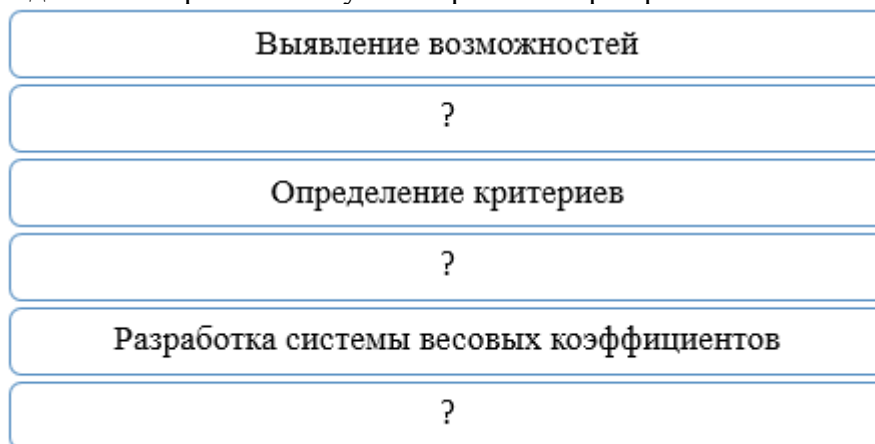 Выявление возможностей
?
Определение критериев
?
Разработка системы весовых коэффициентов
?